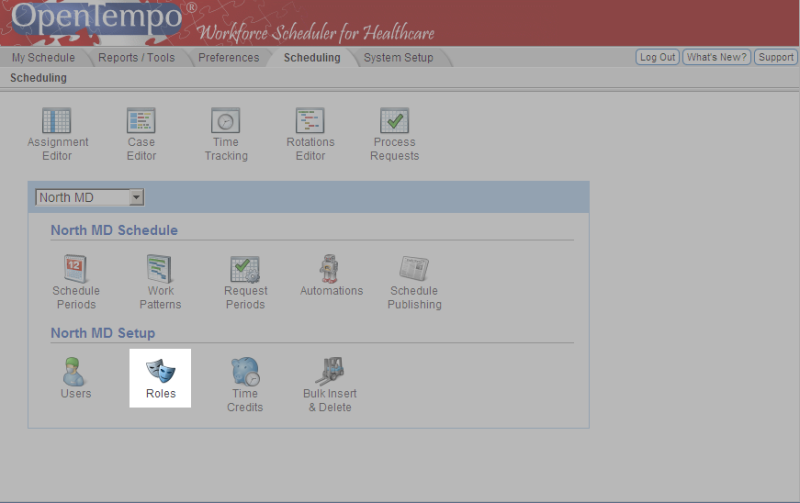 OpenTempo®
Workforce Scheduler for Healthcare
My Schedule Reports / Tools Preferences Scheduling System Setup Log Out What's New? Support
Scheduling
Assignment Editor
Case Editor
Time Tracking
Rotations Editor
Process Requests
North MD
North MD Schedule
12
Schedule Periods
Work Patterns
Request Periods
Automations
Schedule Publishing
North MD Setup
Users
Roles
Time Credits
Bulk Insert & Delete